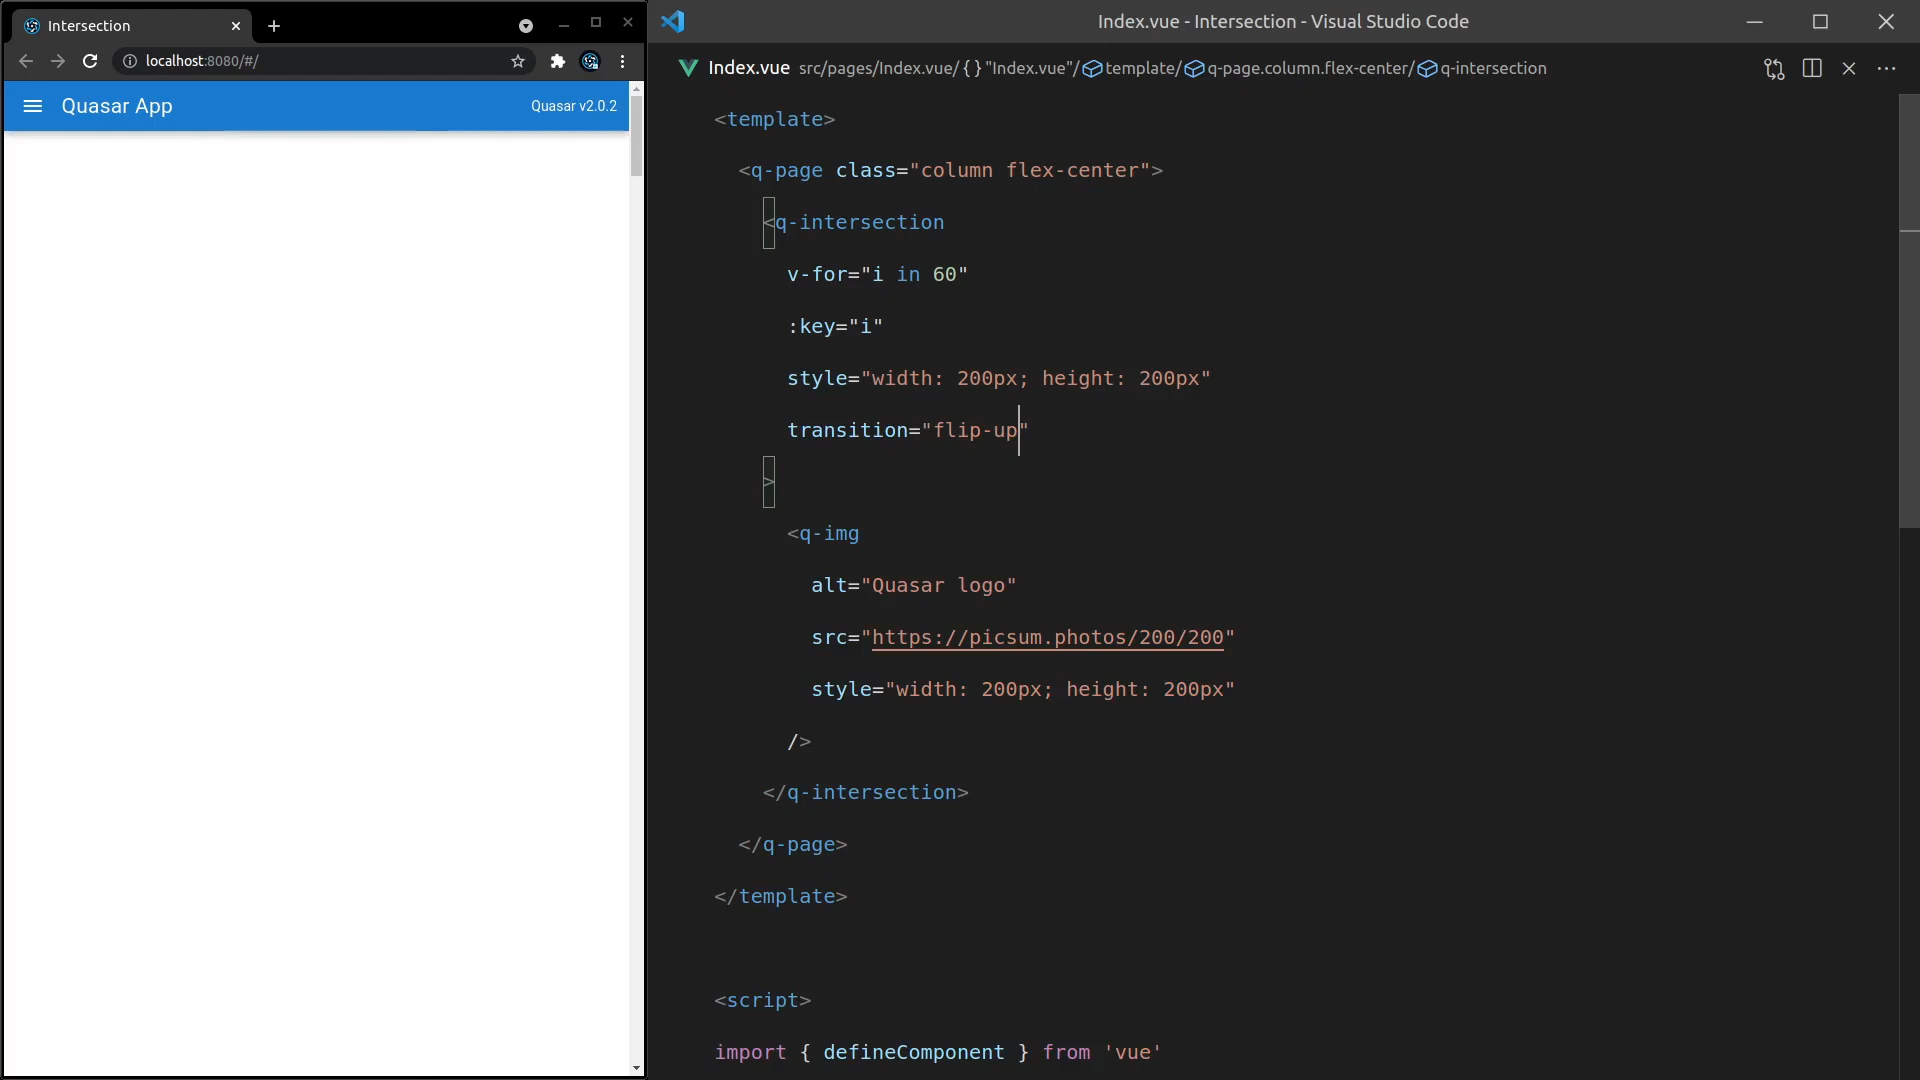 Intersection
localhost:8080/#/
Quasar App
Quasar v2.0.2
Index.vue - Intersection - Visual Studio Code
Index.vue src/pages/Index.vue/{ }"Index.vue"/template/q-page.column.flex-center/q-intersection
<template>
<q-page class="column flex-center">
<q-intersection
v-for="i in 60"
:key="i"
style="width: 200px; height: 200px"
transition="flip-up"
>
<q-img
alt="Quasar logo"
src="https://picsum.photos/200/200"
style="width: 200px; height: 200px"
/>
</q-intersection>
</q-page>
</template>
<script>
import { defineComponent } from 'vue'